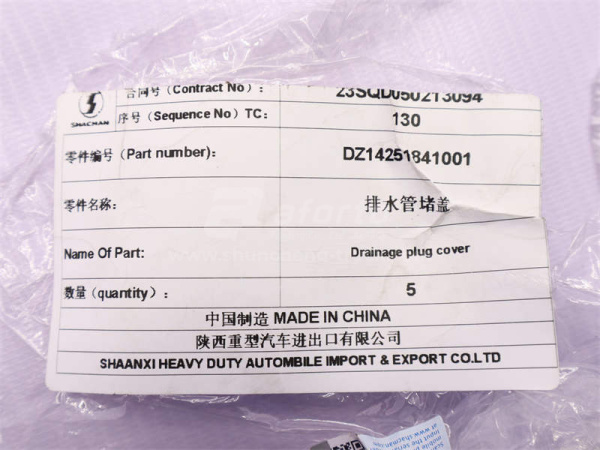 合同号（Contract No）：
23SQD050213094
SHACMAN
序号（Sequence No）TC：
130
零件编号（Part number）：
DZ14251841001
零件名称：
排水管堵盖
Name Of Part:
Drainage plug cover
数量（quantity）：
5
中国制造 MADE IN CHINA
陕西重型汽车进出口有限公司
SHAANXI HEAVY DUTY AUTOMBILE IMPORT & EXPORT CO.LTD